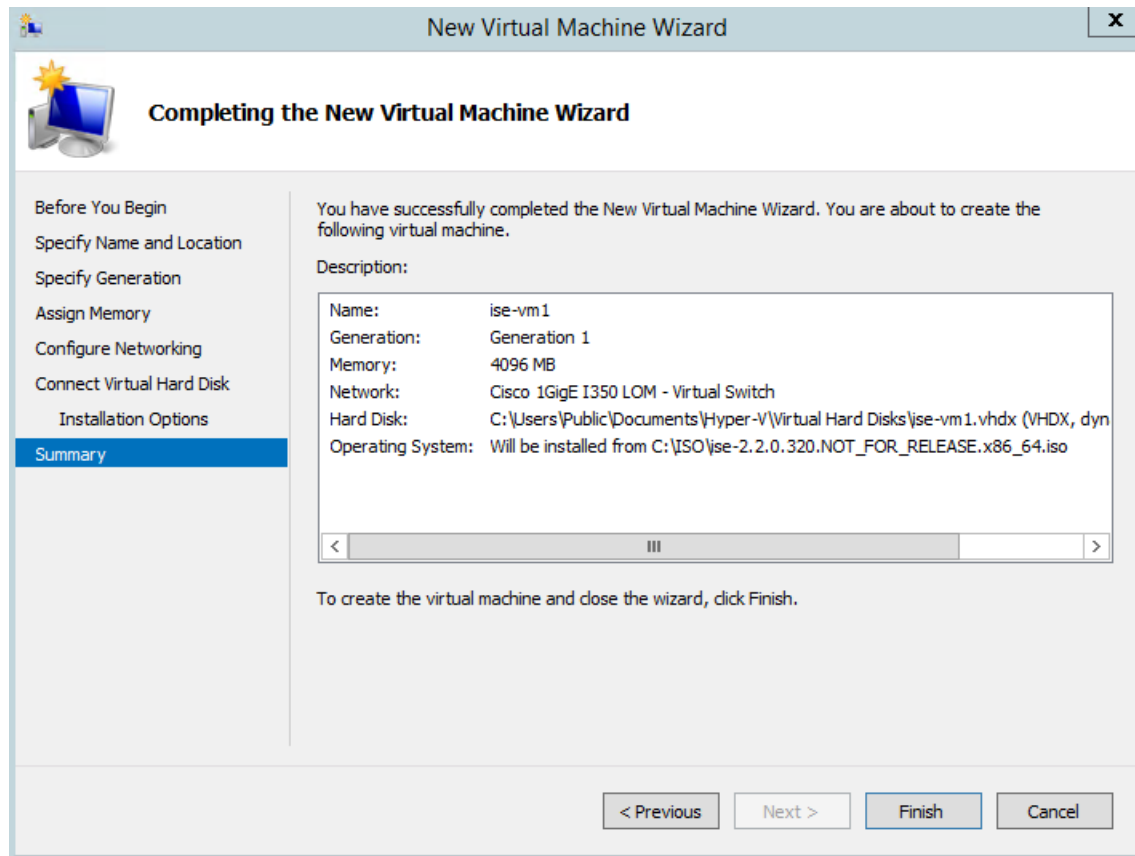 New Virtual Machine Wizard
x
Completing the New Virtual Machine Wizard
Before You Begin
Specify Name and Location
Specify Generation
Assign Memory
Configure Networking
Connect Virtual Hard Disk
Installation Options
Summary
You have successfully completed the New Virtual Machine Wizard. You are about to create the
following virtual machine.
Description:
Name: ise-vm1
Generation: Generation 1
Memory: 4096 MB
Network: Cisco 1GigE I350 LOM - Virtual Switch
Hard Disk: C:\Users\Public\Documents\Hyper-V\Virtual Hard Disks\ise-vm1.vhdx (VHDX, dyn
Operating System: Will be installed from C:\ISO\ise-2.2.0.320.NOT_FOR_RELEASE.x86_64.iso
To create the virtual machine and close the wizard, click Finish.
< Previous Next > Finish Cancel